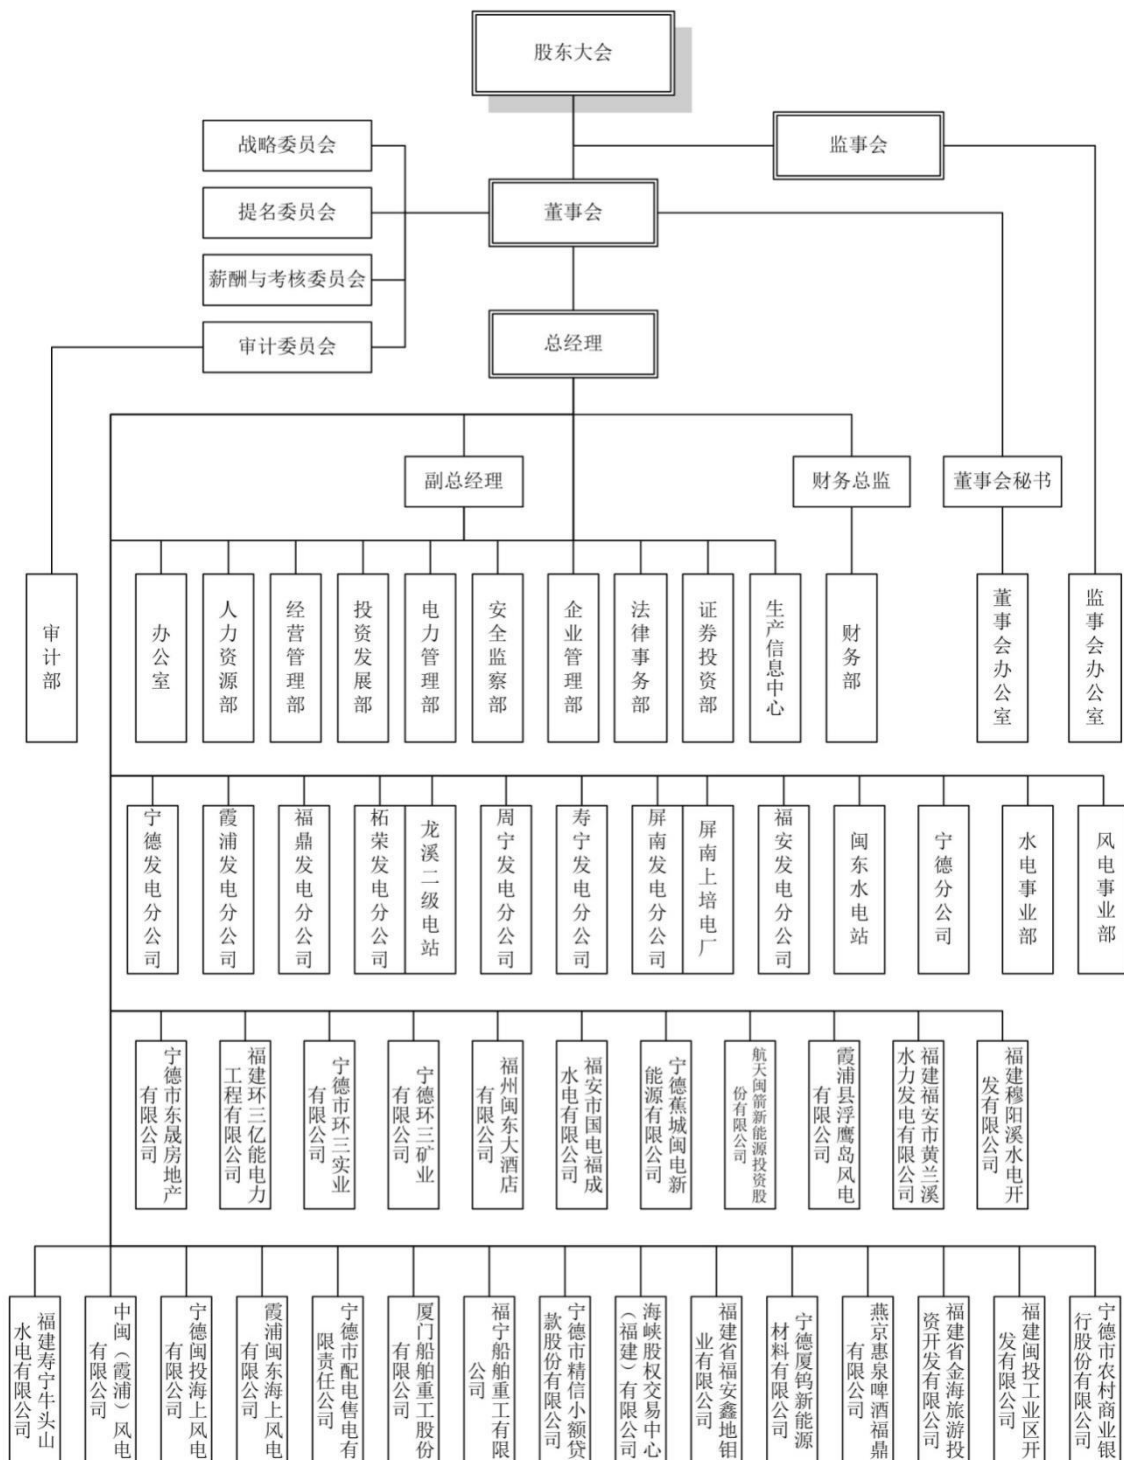 股东大会
监事会
战略委员会
提名委员会
董事会
薪酬与考核委员会
审计委员会
总经理
副总经理
财务总监
董事会秘书
审计部
办公室
人力资源部
经营管理部
投资发展部
电力管理部
安全监察部
企业管理部
法律事务部
证券投资部
生产信息中心
财务部
董事会办公室
监事会办公室
宁德发电分公司
霞浦发电分公司
福鼎发电分公司
柘荣发电分公司
龙溪二级电站
周宁发电分公司
寿宁发电分公司
屏南发电分公司
屏南上培电厂
福安发电分公司
闽东水电站
宁德分公司
水电事业部
风电事业部
宁德市东晟房地产
有限公司
福建环三亿能电力
工程有限公司
宁德市环三实业
有限公司
宁德环三矿业
有限公司
福州闽东大酒店
有限公司
福安市国电福成
水电有限公司
宁德蕉城闽电新
能源有限公司
航天闽箭新能源投资股
份有限公司
霞浦县浮鹰岛风电
有限公司
福建福安市黄兰溪
水力发电有限公司
福建穆阳溪水电开
发有限公司
福建寿宁牛头山
水电有限公司
中闽（霞浦）风电
有限公司
宁德闽投海上风电
有限公司
霞浦闽东海上风电
有限公司
宁德市配电售电有
限责任公司
厦门船舶重工股份
有限公司
福宁船舶重工有限
公司
宁德市精信小额贷
款股份有限公司
海峡股权交易中心
（福建）有限公司
福建省福安鑫地钼
业有限公司
宁德厦钨新能源
材料有限公司
燕京惠泉啤酒福鼎
有限公司
福建省金海旅游投
资开发有限公司
福建闽投工业区开
发有限公司
宁德市农村商业银
行股份有限公司